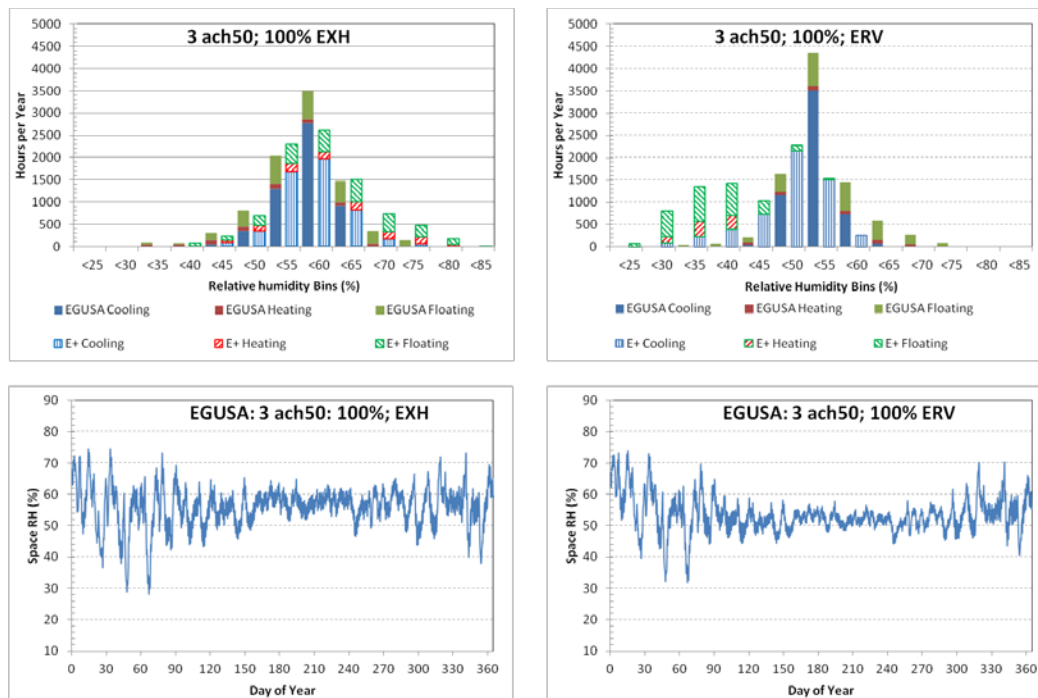 3 ach50; 100% EXH
Hours per Year
5000
4500
4000
3500
3000
2500
2000
1500
1000
500
0
<25 <30 <35 <40 <45 <50 <55 <60 <65 <70 <75 <80 <85
Relative humidity Bins (%)
EGUSA Cooling EGUSA Heating EGUSA Floating
E+ Cooling E+ Heating E+ Floating
3 ach50; 100%; ERV
Hours per Year
5000
4500
4000
3500
3000
2500
2000
1500
1000
500
0
<25 <30 <35 <40 <45 <50 <55 <60 <65 <70 <75 <80 <85
Relative Humidity Bins (%)
EGUSA Cooling EGUSA Heating EGUSA Floating
E+ Cooling E+ Heating E+ Floating
EGUSA: 3 ach50: 100%; EXH
Space RH (%)
90
80
70
60
50
40
30
20
10
0 30 60 90 120 150 180 210 240 270 300 330 360
Day of Year
EGUSA: 3 ach50; 100% ERV
Space RH (%)
90
80
70
60
50
40
30
20
10
0 30 60 90 120 150 180 210 240 270 300 330 360
Day of Year